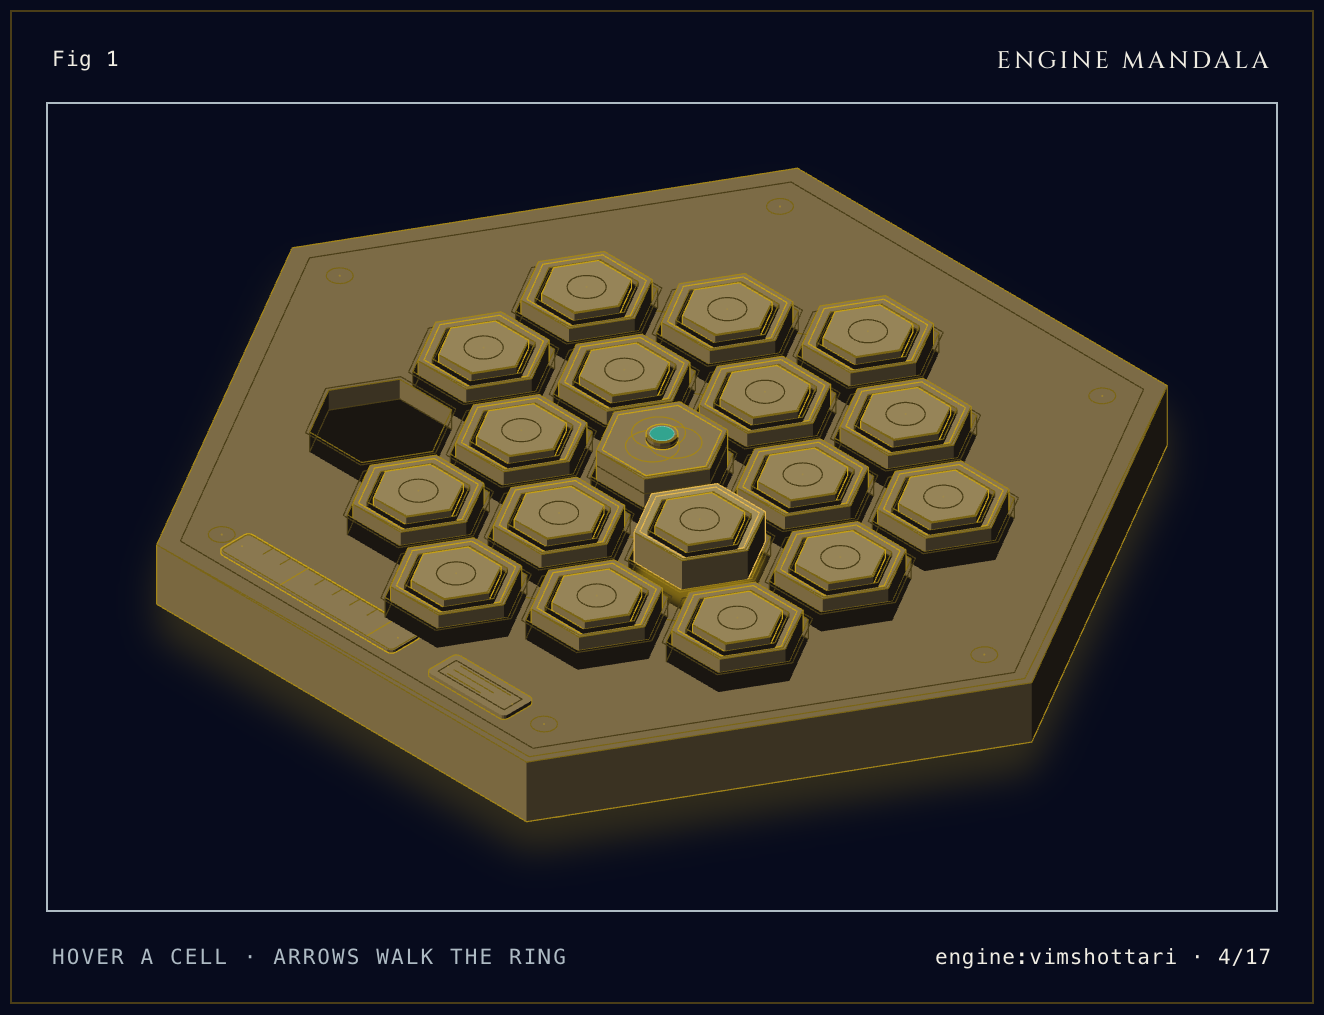 Fig 1
ENGINE MANDALA
HOVER A CELL · ARROWS WALK THE RING
engine:vimshottari · 4/17